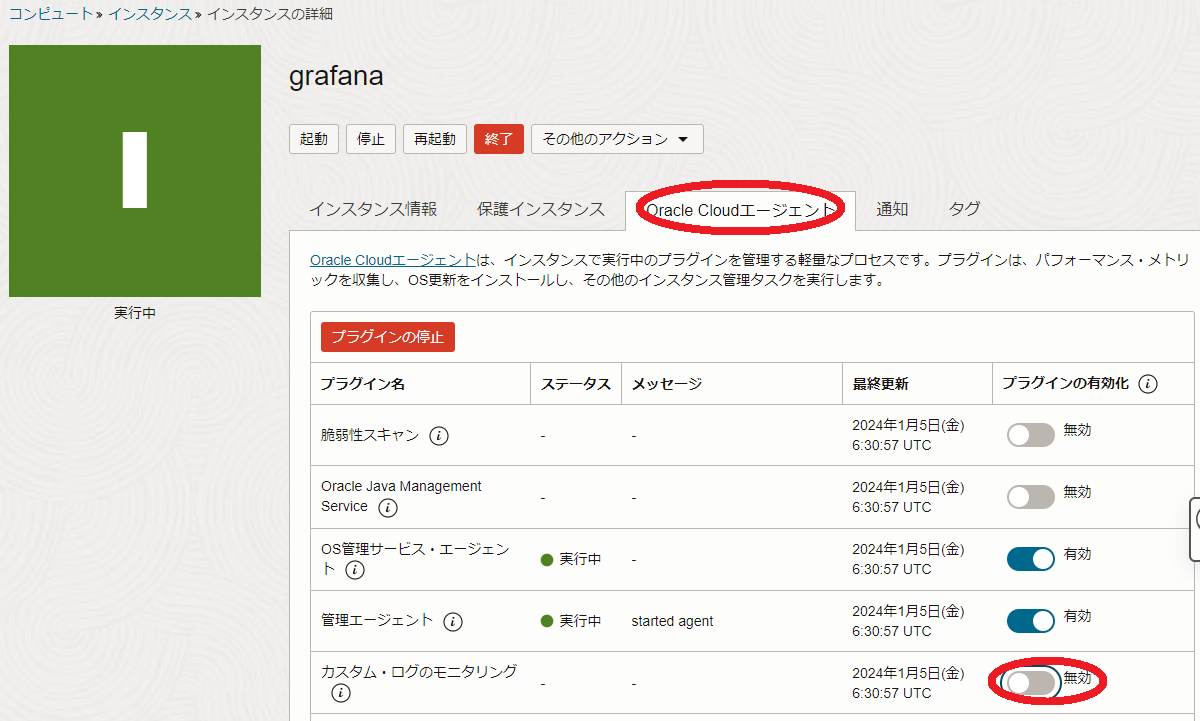 コンピュート » インスタンス » インスタンスの詳細
grafana
起動 停止 再起動 終了 その他のアクション
インスタンス情報 保護インスタンス Oracle Cloudエージェント 通知 タグ
Oracle Cloudエージェントは、インスタンスで実行中のプラグインを管理する軽量なプロセスです。プラグインは、パフォーマンス・メトリ
ックを収集し、OS更新をインストールし、その他のインスタンス管理タスクを実行します。
実行中
プラグインの停止
プラグイン名 ステータス メッセージ 最終更新 プラグインの有効化
脆弱性スキャン - - 2024年1月5日(金) 無効
6:30:57 UTC
Oracle Java Management 2024年1月5日(金) 無効
Service - - 6:30:57 UTC
OS管理サービス・エージェン 2024年1月5日(金) 有効
ト 実行中 - 6:30:57 UTC
管理エージェント 実行中 started agent 2024年1月5日(金) 有効
6:30:57 UTC
カスタム・ログのモニタリング 2024年1月5日(金) 無効
- - 6:30:57 UTC